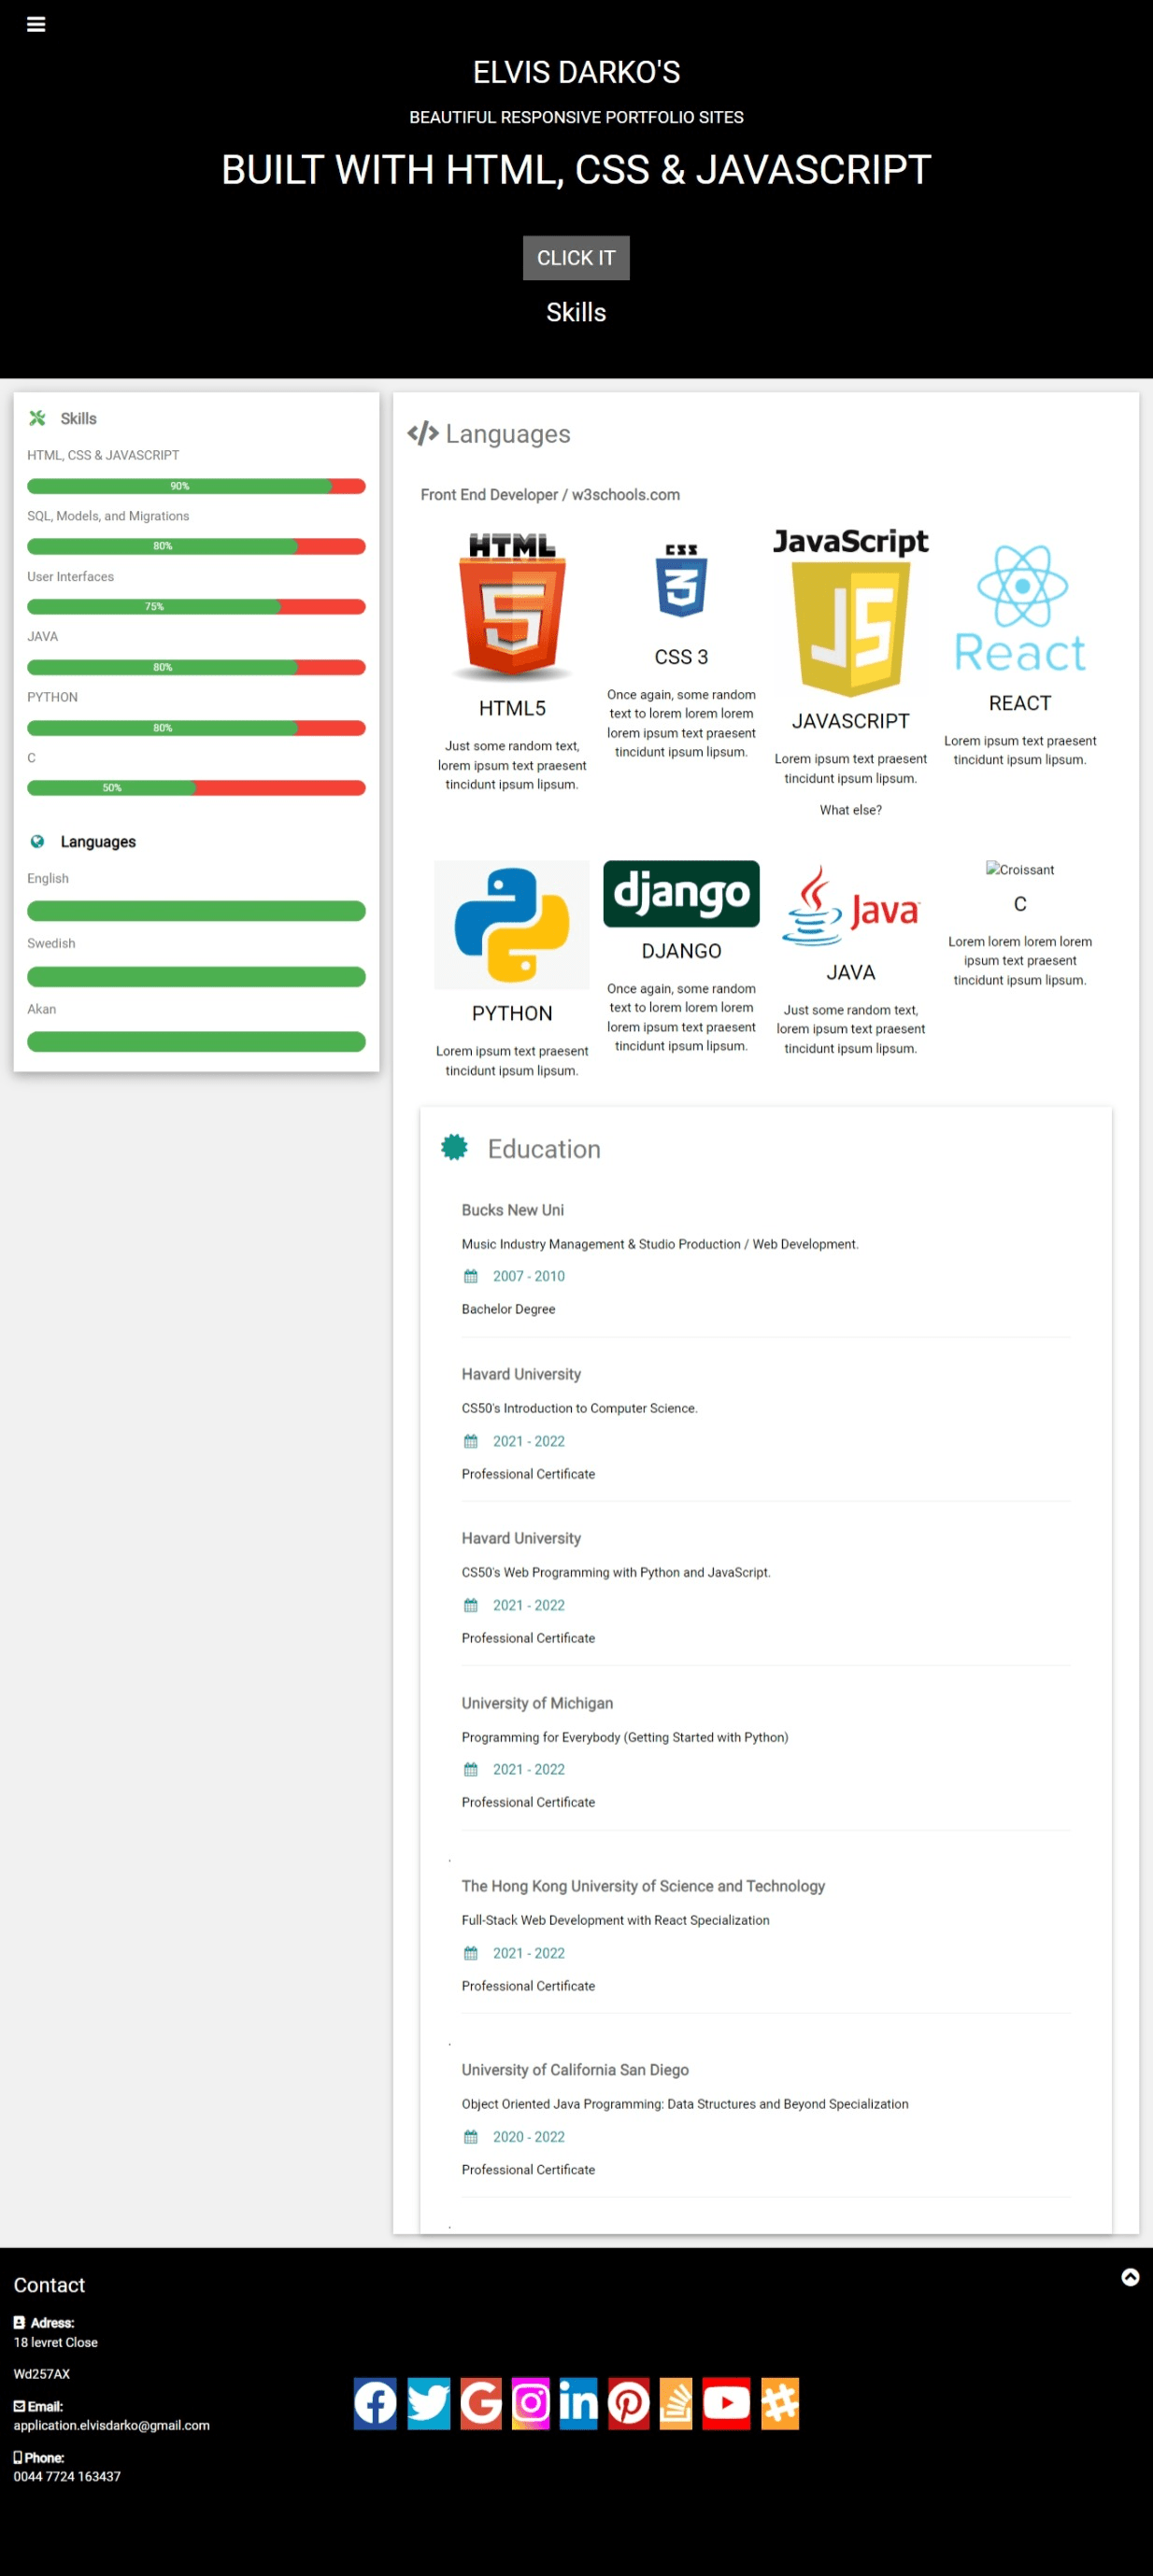 ELVIS DARKO'S
BEAUTIFUL RESPONSIVE PORTFOLIO SITES
BUILT WITH HTML, CSS & JAVASCRIPT
CLICK IT
Skills
Skills
HTML, CSS & JAVASCRIPT
90%
SQL, Models, and Migrations
80%
User Interfaces
75%
JAVA
80%
PYTHON
80%
C
50%
Languages
English
Swedish
Akan
</> Languages
Front End Developer / w3schools.com
HTML
5
HTML5
Just some random text,
lorem ipsum text praesent
tincidunt ipsum lipsum.
CSS
3
CSS 3
Once again, some random
text to lorem lorem lorem
lorem ipsum text praesent
tincidunt ipsum lipsum.
JavaScript
JS
JAVASCRIPT
Lorem ipsum text praesent
tincidunt ipsum lipsum.
What else?
React
REACT
Lorem ipsum text praesent
tincidunt ipsum lipsum.
PYTHON
Lorem ipsum text praesent
tincidunt ipsum lipsum.
django
DJANGO
Once again, some random
text to lorem lorem lorem
lorem ipsum text praesent
tincidunt ipsum lipsum.
Java
JAVA
Just some random text,
lorem ipsum text praesent
tincidunt ipsum lipsum.
Croissant
C
Lorem lorem lorem lorem
ipsum text praesent
tincidunt ipsum lipsum.
Education
Bucks New Uni
Music Industry Management & Studio Production / Web Development.
2007 - 2010
Bachelor Degree
Havard University
CS50's Introduction to Computer Science.
2021 - 2022
Professional Certificate
Havard University
CS50's Web Programming with Python and JavaScript.
2021 - 2022
Professional Certificate
University of Michigan
Programming for Everybody (Getting Started with Python)
2021 - 2022
Professional Certificate
.
The Hong Kong University of Science and Technology
Full-Stack Web Development with React Specialization
2021 - 2022
Professional Certificate
.
University of California San Diego
Object Oriented Java Programming: Data Structures and Beyond Specialization
2020 - 2022
Professional Certificate
.
Contact
Adress:
18 levret Close
Wd257AX
Email:
application.elvisdarko@gmail.com
Phone:
0044 7724 163437